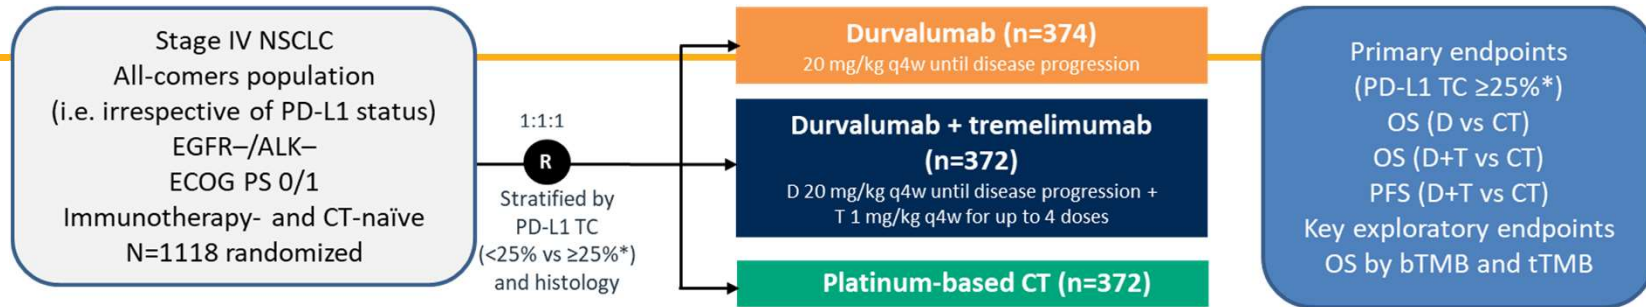 Stage IV NSCLC
All-comers population
(i.e. irrespective of PD-L1 status)
EGFR–/ALK–
ECOG PS 0/1
Immunotherapy- and CT-naïve
N=1118 randomized
1:1:1
R
Stratified by
PD-L1 TC
(<25% vs ≥25%*)
and histology
Durvalumab (n=374)
20 mg/kg q4w until disease progression
Durvalumab + tremelimumab
(n=372)
D 20 mg/kg q4w until disease progression +
T 1 mg/kg q4w for up to 4 doses
Platinum-based CT (n=372)
Primary endpoints
(PD-L1 TC ≥25%*)
OS (D vs CT)
OS (D+T vs CT)
PFS (D+T vs CT)
Key exploratory endpoints
OS by bTMB and tTMB